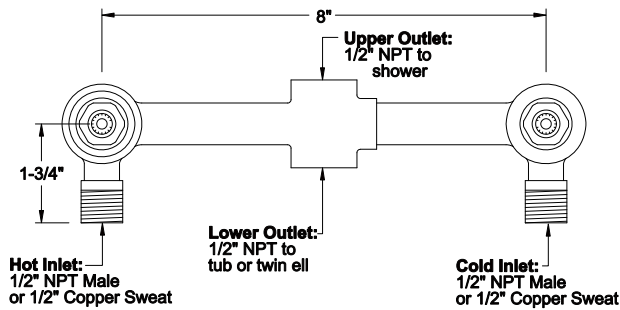 8"
Upper Outlet:
1/2" NPT to
shower
1-3/4"
Lower Outlet:
1/2" NPT to
tub or twin ell
Hot Inlet:
1/2" NPT Male
or 1/2" Copper Sweat
Cold Inlet:
1/2" NPT Male
or 1/2" Copper Sweat